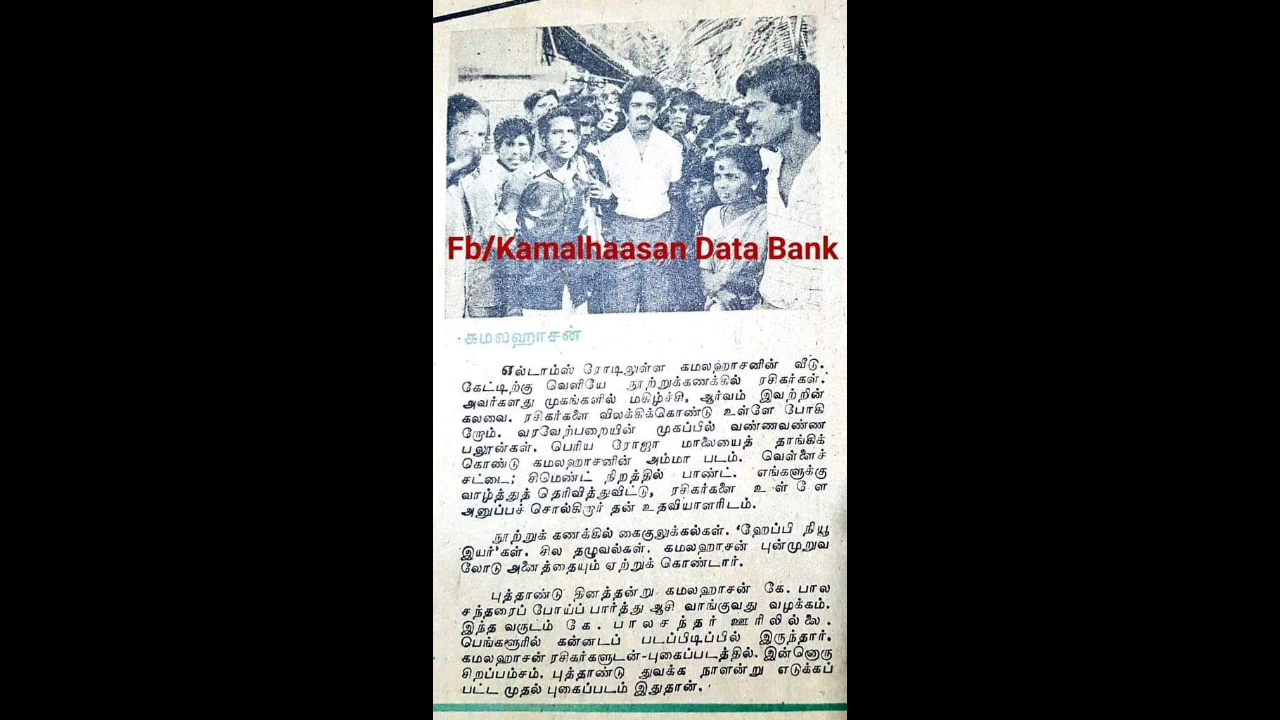 Fb/Kamalhaasan Data Bank
கமலஹாசன்
எல்டாம்ஸ் ரோடிலுள்ள கமலஹாசனின் வீடு.
கேட்டிற்கு வெளியே நூற்றுக்கணக்கில் ரசிகர்கள்.
அவர்களது முகங்களில் மகிழ்ச்சி, ஆர்வம் இவற்றின்
கலவை. ரசிகர்களை விலக்கிக்கொண்டு உள்ளே போகி
றோம். வரவேற்பறையின் முகப்பில் வண்ணவண்ண
பலூன்கள். பெரிய ரோஜா மாலையைத் தாங்கிக்
கொண்டு கமலஹாசனின் அம்மா படம். வெள்ளைச்
சட்டை; சிமெண்ட் நிறத்தில் பாண்ட். எங்களுக்கு
வாழ்த்துத் தெரிவித்துவிட்டு, ரசிகர்களை உள்ளே
அனுப்பச் சொல்கிறார் தன் உதவியாளரிடம்.
நூற்றுக் கணக்கில் கைகுலுக்கல்கள். 'ஹேப்பி நியூ
இயர்'கள். சில தழுவல்கள். கமலஹாசன் புன்முறுவ
லோடு அனைத்தையும் ஏற்றுக் கொண்டார்.
புத்தாண்டு தினத்தன்று கமலஹாசன் கே. பால
சந்தரைப் போய்ப் பார்த்து ஆசி வாங்குவது வழக்கம்.
இந்த வருடம் கே. பாலசந்தர் ஊரிலில்லை.
பெங்களூரில் கன்னடப் படப்பிடிப்பில் இருந்தார்.
கமலஹாசன் ரசிகர்களுடன்-புகைப்படத்தில். இன்னொரு
சிறப்பம்சம். புத்தாண்டு துவக்க நாளன்று எடுக்கப்
பட்ட முதல் புகைப்படம் இதுதான்.